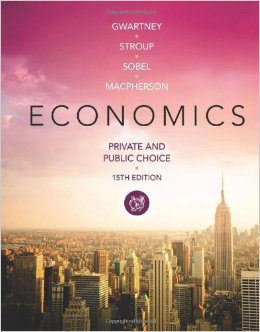 GWARTNEY
STROUP
SOBEL
MACPHERSON
ECONOMICS
PRIVATE AND
PUBLIC CHOICE
15TH EDITION